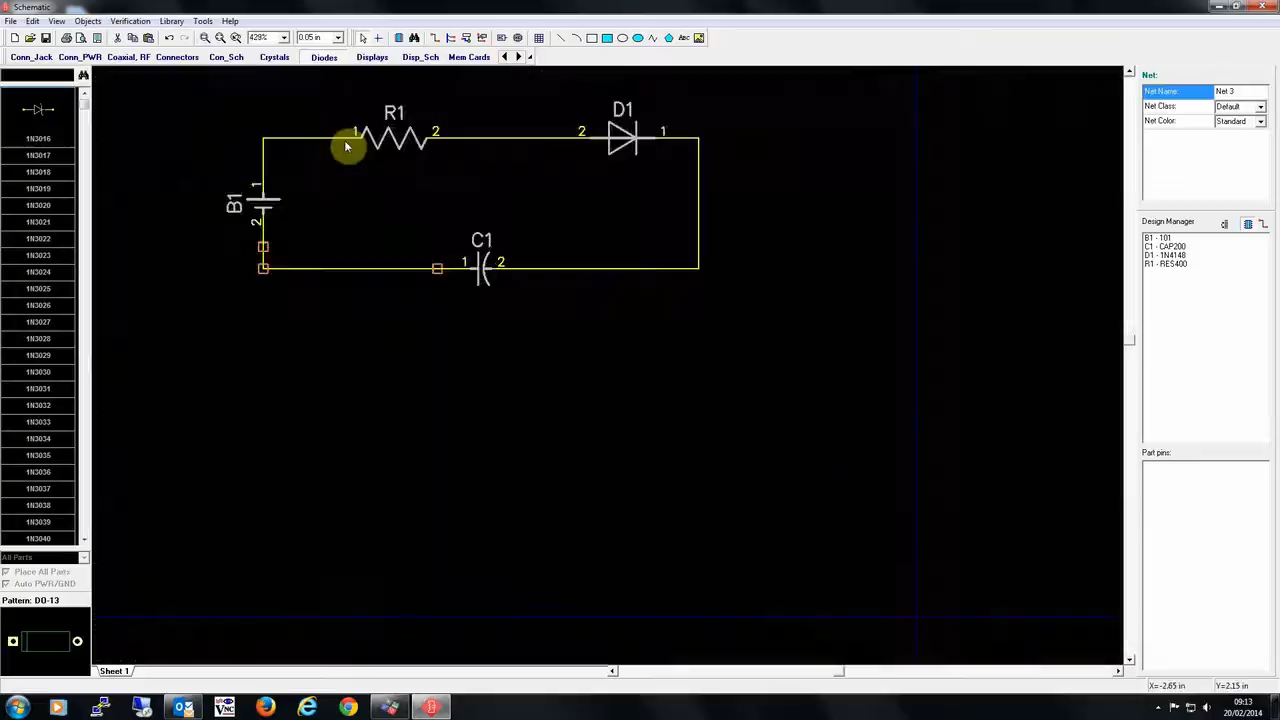 Schematic
File Edit View Objects Verification Library Tools Help
429% 0.05 in Abc
Conn_Jack Conn_PWR Coaxial, RF Connectors Con_Sch Crystals Diodes Displays Disp_Sch Mem Cards
1N3016
1N3017
1N3018
1N3019
1N3020
1N3021
1N3022
1N3023
1N3024
1N3025
1N3026
1N3027
1N3028
1N3029
1N3030
1N3031
1N3032
1N3033
1N3034
1N3035
1N3036
1N3037
1N3038
1N3039
1N3040
All Parts
Place All Parts
Auto PWR/GND
Pattern: DO-13
R1
1 2
D1
2 1
B1
1
2
C1
1 2
Net:
Net Name: Net 3
Net Class: Default
Net Color: Standard
Design Manager
B1 - 101
C1 - CAP200
D1 - 1N4148
R1 - RES400
Part pins:
Sheet 1
X=-2.65 in Y=2.15 in
09:13
20/02/2014